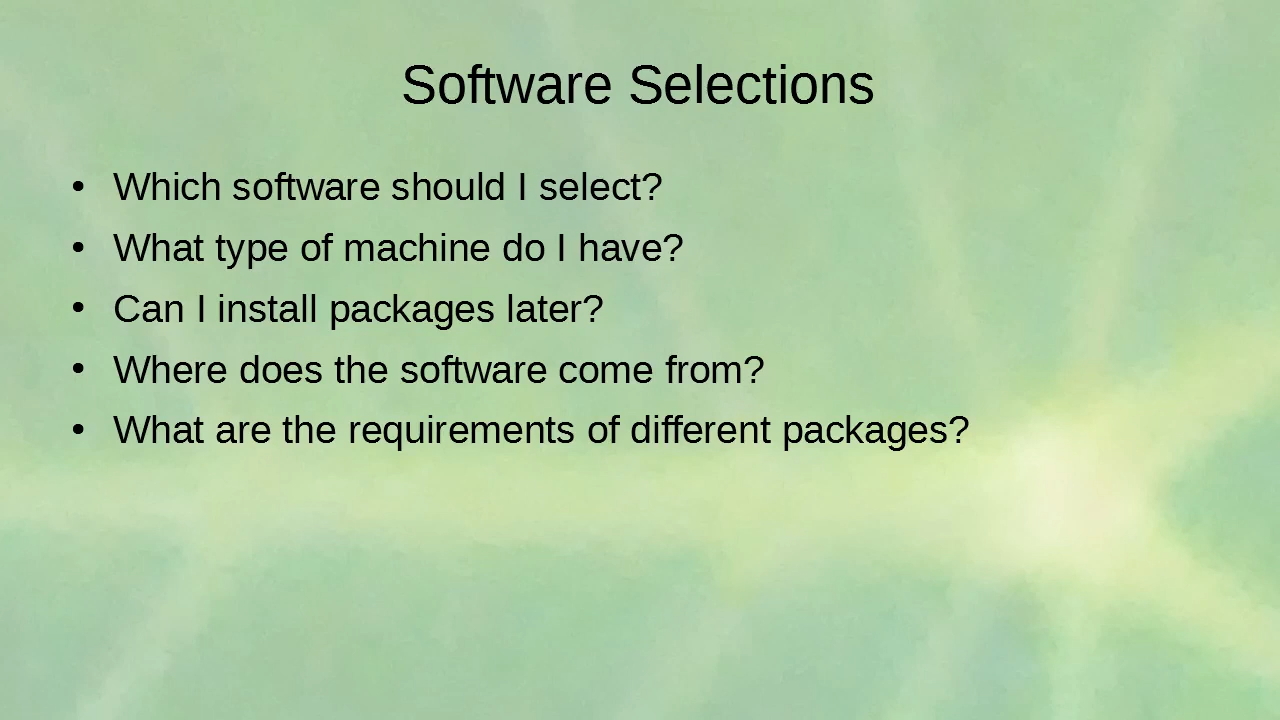 Software Selections
• Which software should I select?
• What type of machine do I have?
• Can I install packages later?
• Where does the software come from?
• What are the requirements of different packages?